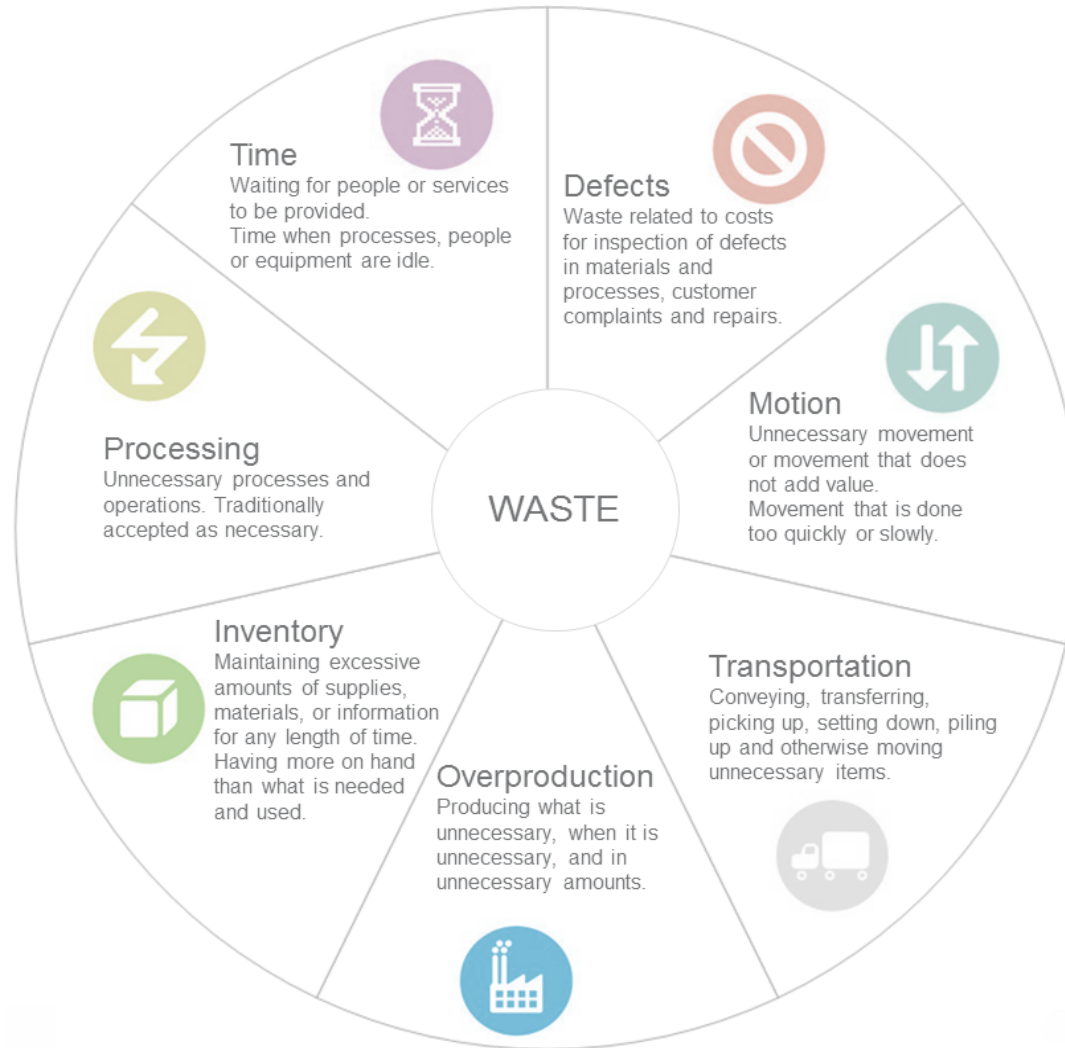 Time
Waiting for people or services
to be provided.
Time when processes, people
or equipment are idle.
Defects
Waste related to costs
for inspection of defects
in materials and
processes, customer
complaints and repairs.
Motion
Unnecessary movement
or movement that does
not add value.
Movement that is done
too quickly or slowly.
Processing
Unnecessary processes and
operations. Traditionally
accepted as necessary.
WASTE
Inventory
Maintaining excessive
amounts of supplies,
materials, or information
for any length of time.
Having more on hand
than what is needed
and used.
Transportation
Conveying, transferring,
picking up, setting down, piling
up and otherwise moving
unnecessary items.
Overproduction
Producing what is
unnecessary, when it is
unnecessary, and in
unnecessary amounts.